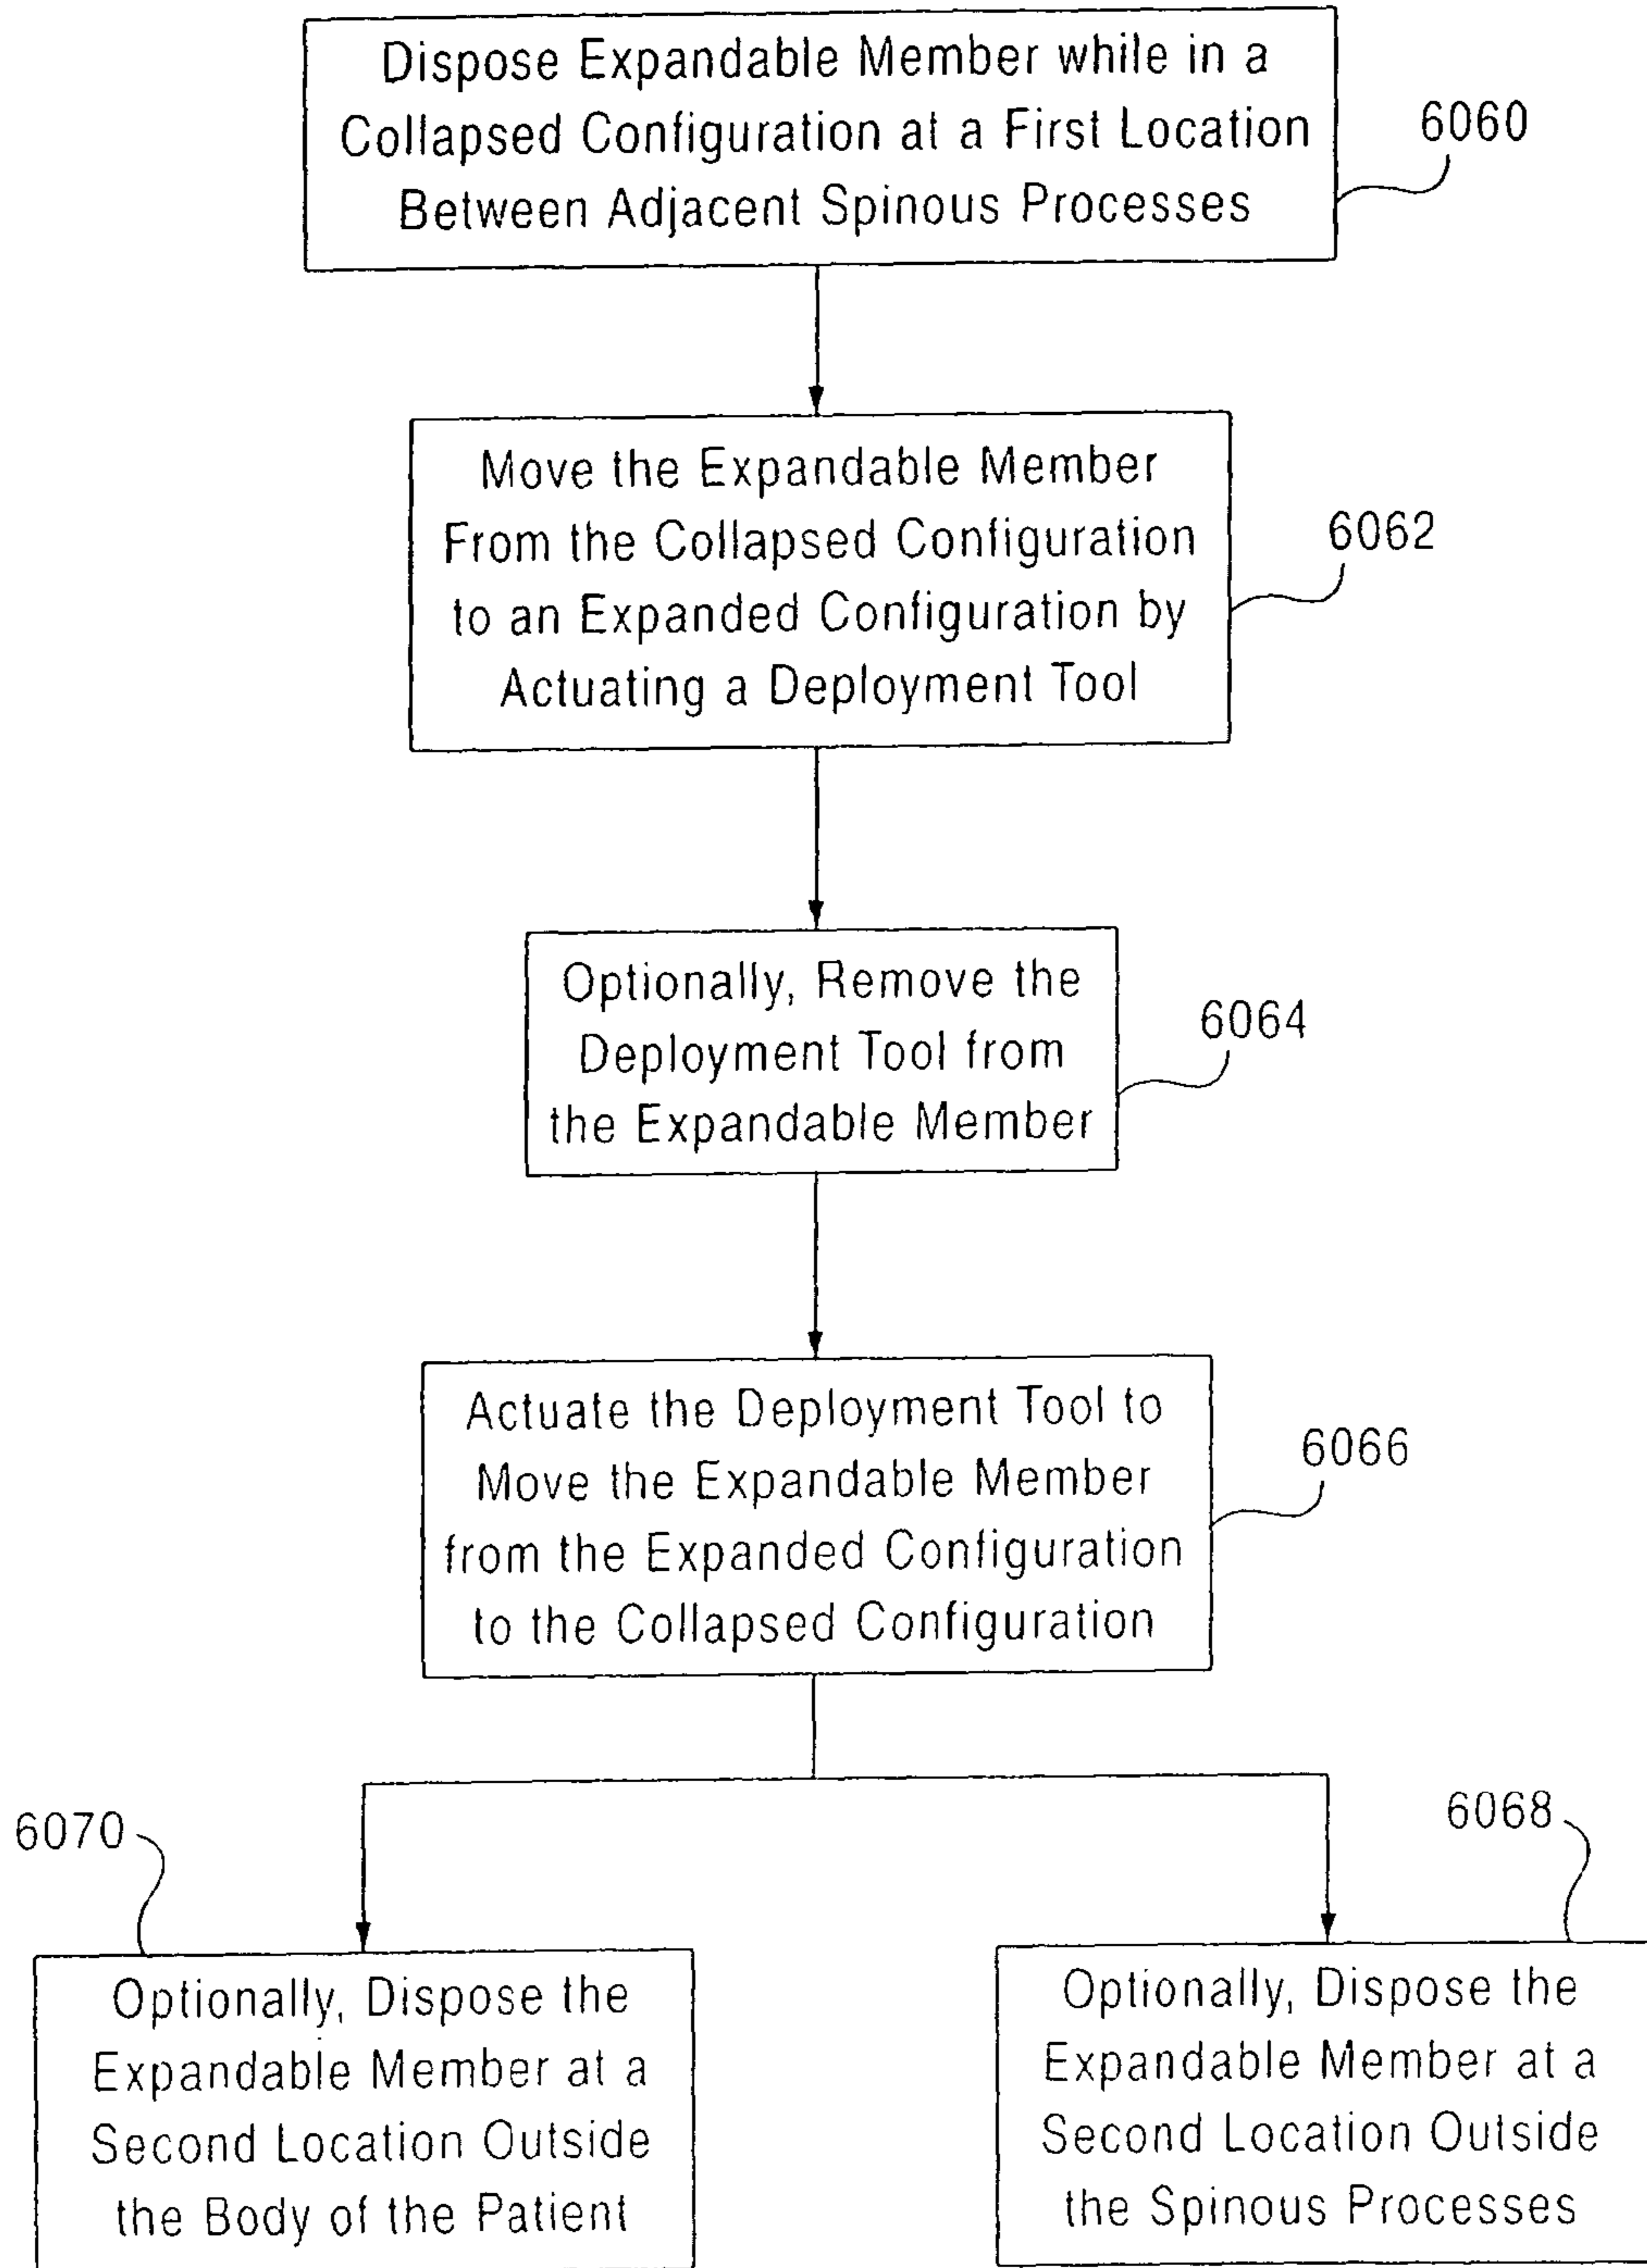 Dispose Expandable Member while in a
Collapsed Configuration at a First Location
Between Adjacent Spinous Processes
6060
Move the Expandable Member
From the Collapsed Configuration
to an Expanded Configuration by
Actuating a Deployment Tool
6062
Optionally, Remove the
Deployment Tool from
the Expandable Member
6064
Actuate the Deployment Tool to
Move the Expandable Member
from the Expanded Configuration
to the Collapsed Configuration
6066
6070
Optionally, Dispose the
Expandable Member at a
Second Location Outside
the Body of the Patient
6068
Optionally, Dispose the
Expandable Member at a
Second Location Outside
the Spinous Processes